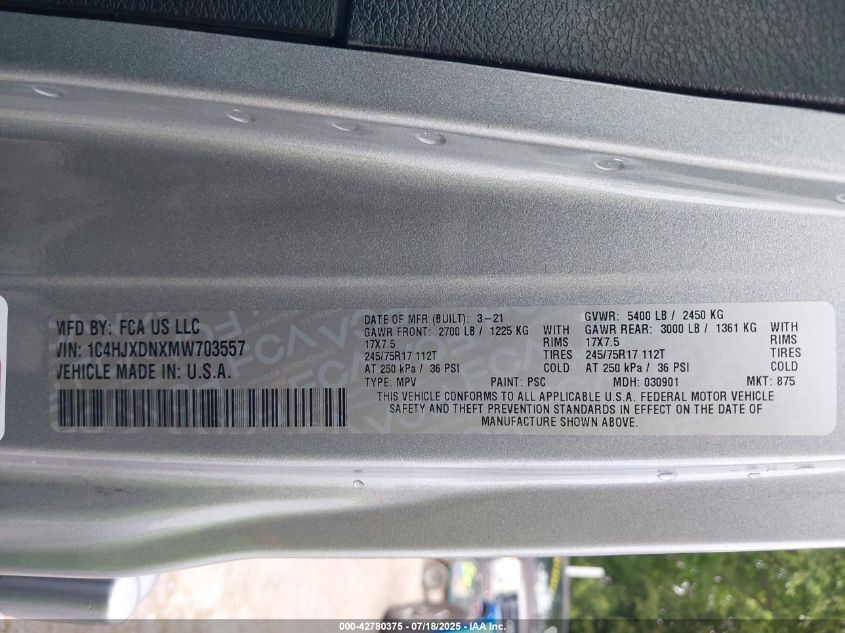 MFD BY: FCA US LLC
VIN: 1C4HJXDNXMW703557
VEHICLE MADE IN: U.S.A.
DATE OF MFR (BUILT): 3-21
GVWR: 5400 LB / 2450 KG
GAWR FRONT: 2700 LB / 1225 KG WITH
GAWR REAR: 3000 LB / 1361 KG WITH
17X7.5 RIMS
17X7.5 RIMS
245/75R17 112T TIRES
245/75R17 112T TIRES
AT 250 kPa / 36 PSI COLD
AT 250 kPa / 36 PSI COLD
TYPE: MPV PAINT: PSC MDH: 030901 MKT: 875
THIS VEHICLE CONFORMS TO ALL APPLICABLE U.S.A. FEDERAL MOTOR VEHICLE
SAFETY AND THEFT PREVENTION STANDARDS IN EFFECT ON THE DATE OF
MANUFACTURE SHOWN ABOVE.
000-42780375 - 07/18/2025 - IAA Inc.